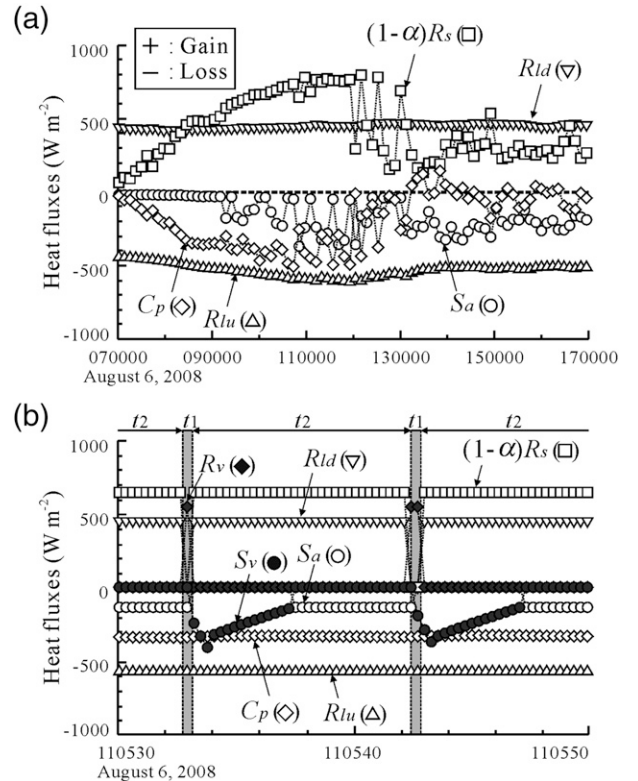 (a)
+ : Gain
− : Loss
(1-α)Rs(□)
Rld(▽)
1000
500
0
-500
-1000
Heat fluxes (W m⁻²)
Cp(◇)
Rlu(△)
Sa(○)
070000 090000 110000 130000 150000 170000
August 6, 2008
(b)
t2 t1 t2 t1 t2
1000
500
0
-500
-1000
Heat fluxes (W m⁻²)
Rv(◆)
Rld(▽)
(1-α)Rs(□)
Sv(●)
Sa(○)
Cp(◇)
Rlu(△)
110530 110540 110550
August 6, 2008